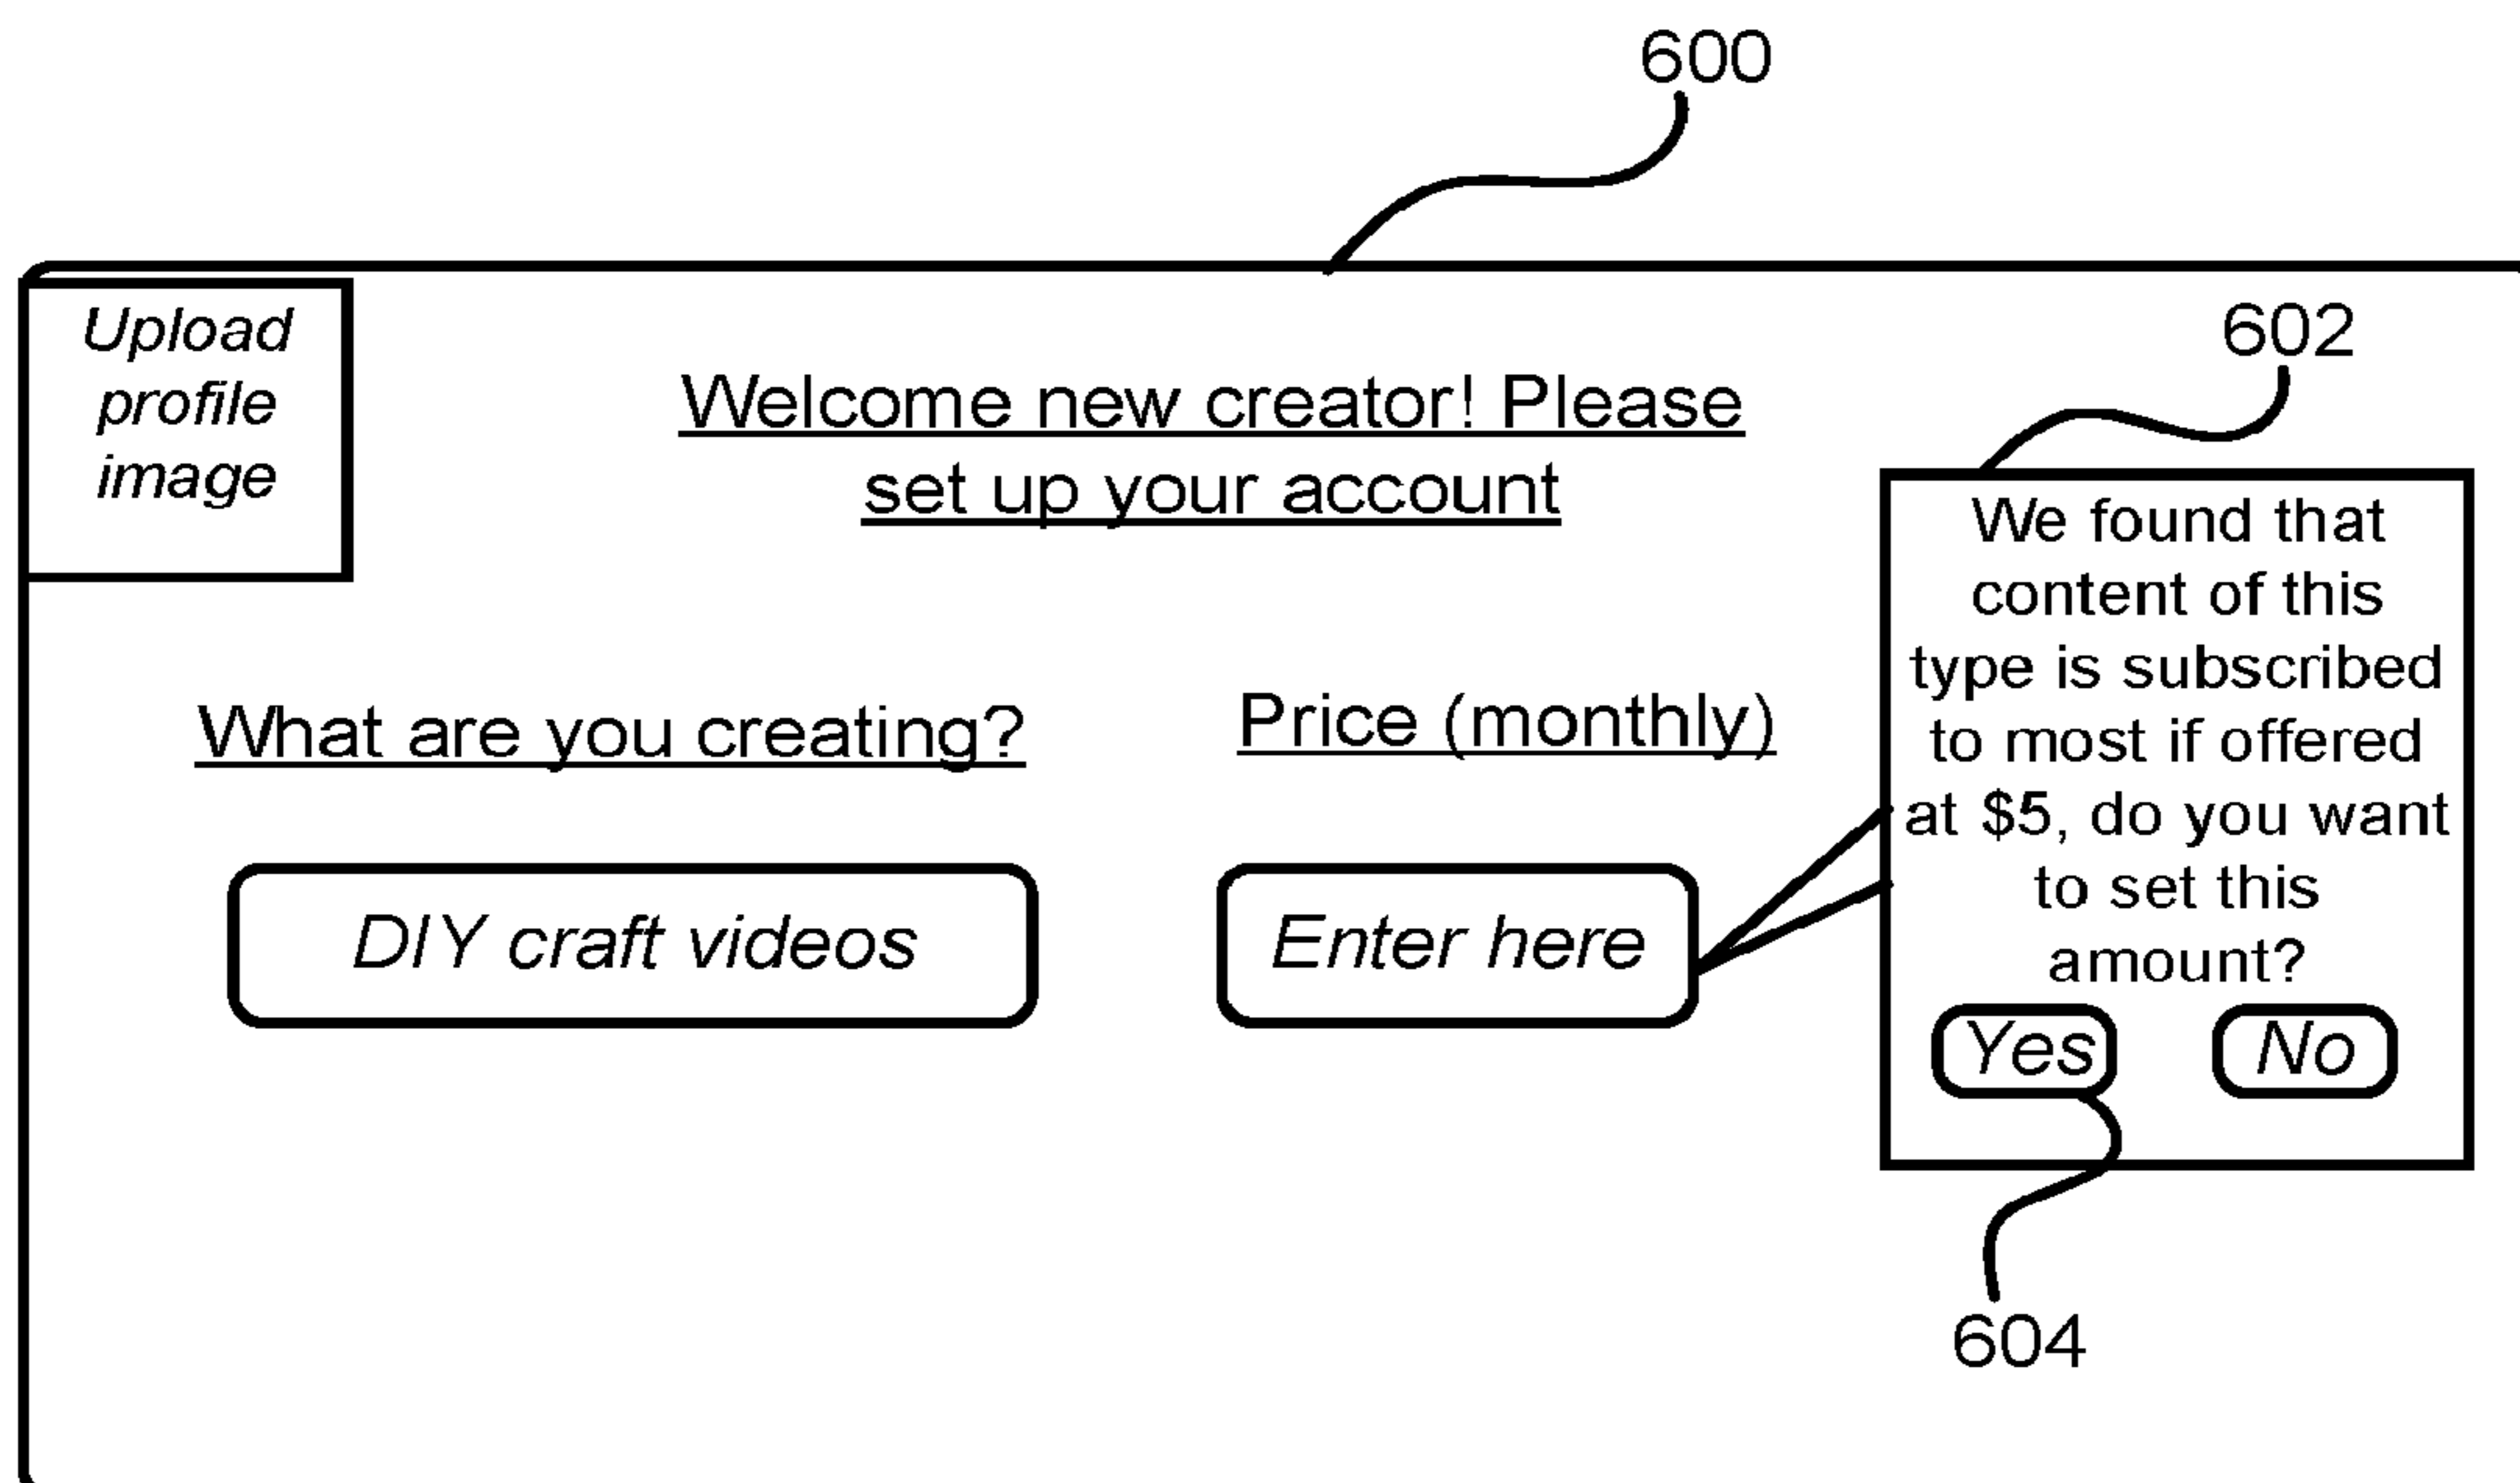 600
602
Upload
profile
image
Welcome new creator! Please
set up your account
We found that
content of this
type is subscribed
to most if offered
at $5, do you want
to set this
amount?
Yes
No
What are you creating?
Price (monthly)
DIY craft videos
Enter here
604